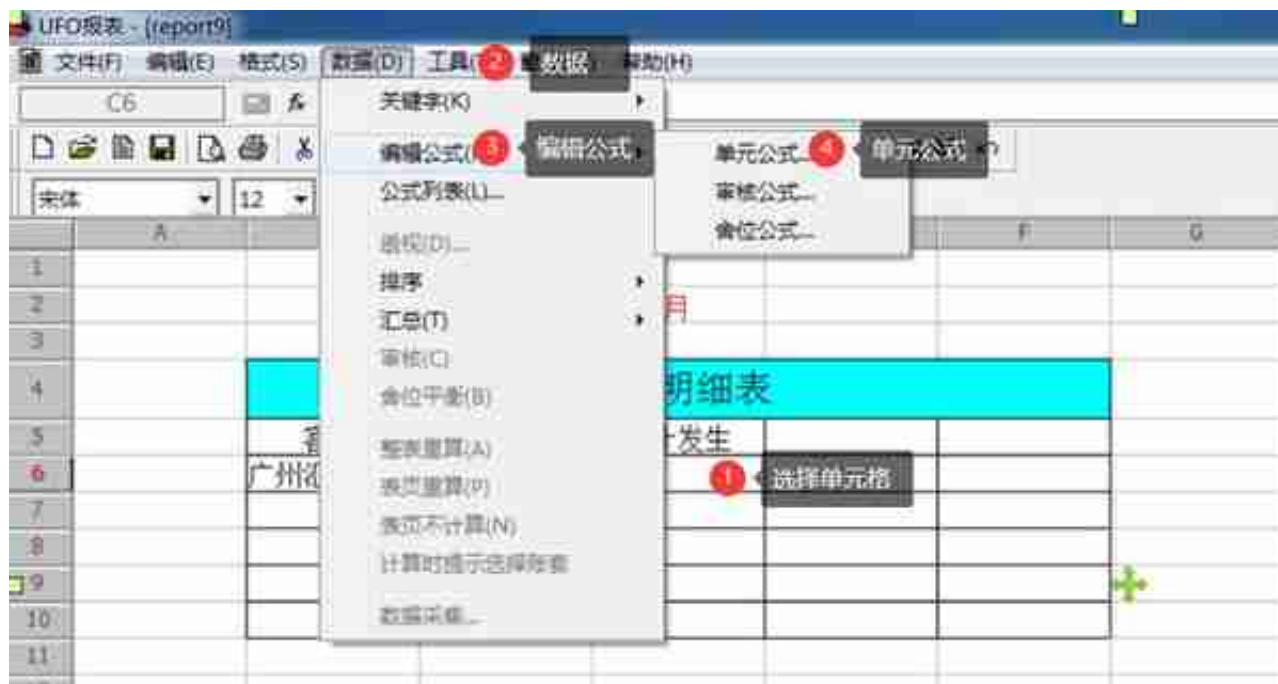 UFO报表 - [report9]
文件(F) 编辑(E) 格式(S) 数据(D) 工具( 2 数据 帮助(H)
C6
关键字(K)
编辑公式( 3 编辑公式
单元公式... 4 单元公式
宋体 12
公式列表(L)...
审核公式...
舍位公式...
A F G
透视(D)...
1
排序
2 月
汇总(T)
3
审核(C)
4 明细表
舍位平衡(B)
5 发生
整表重算(A)
6 广州 1 选择单元格
表页重算(P)
7
表页不计算(N)
8
计算时提示选择账套
9
数据采集...
10
11